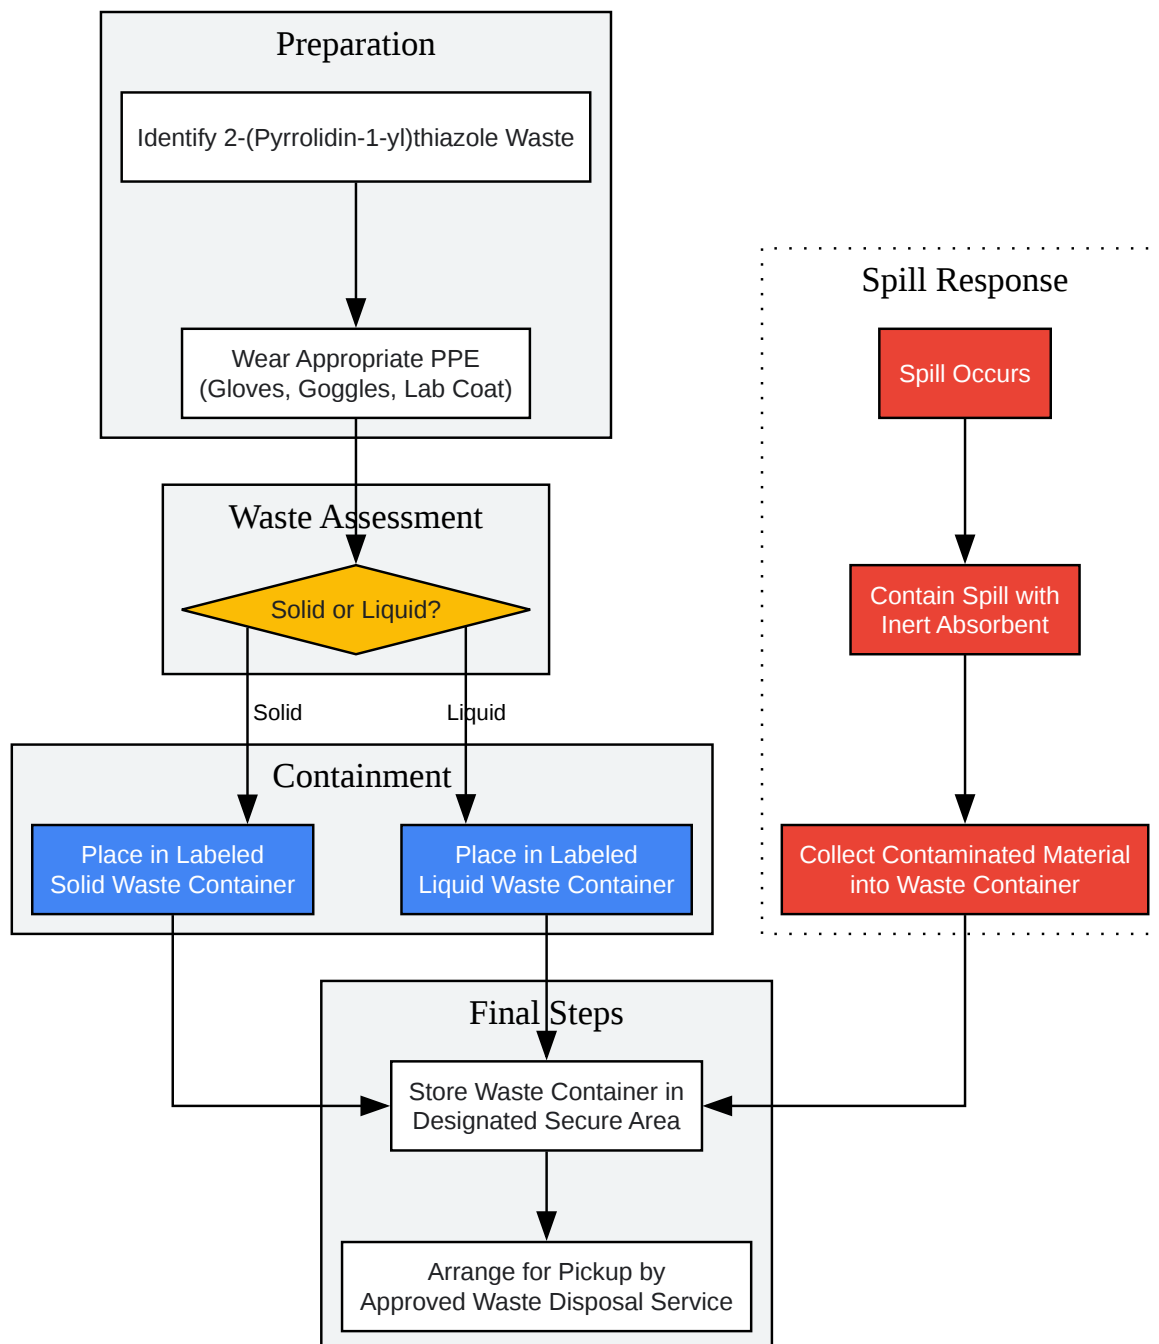 Preparation
Identify 2-(Pyrrolidin-1-yl)thiazole Waste
Wear Appropriate PPE
(Gloves, Goggles, Lab Coat)
Waste Assessment
Solid or Liquid?
Solid
Liquid
Containment
Place in Labeled
Solid Waste Container
Place in Labeled
Liquid Waste Container
Spill Response
Spill Occurs
Contain Spill with
Inert Absorbent
Collect Contaminated Material
into Waste Container
Final Steps
Store Waste Container in
Designated Secure Area
Arrange for Pickup by
Approved Waste Disposal Service